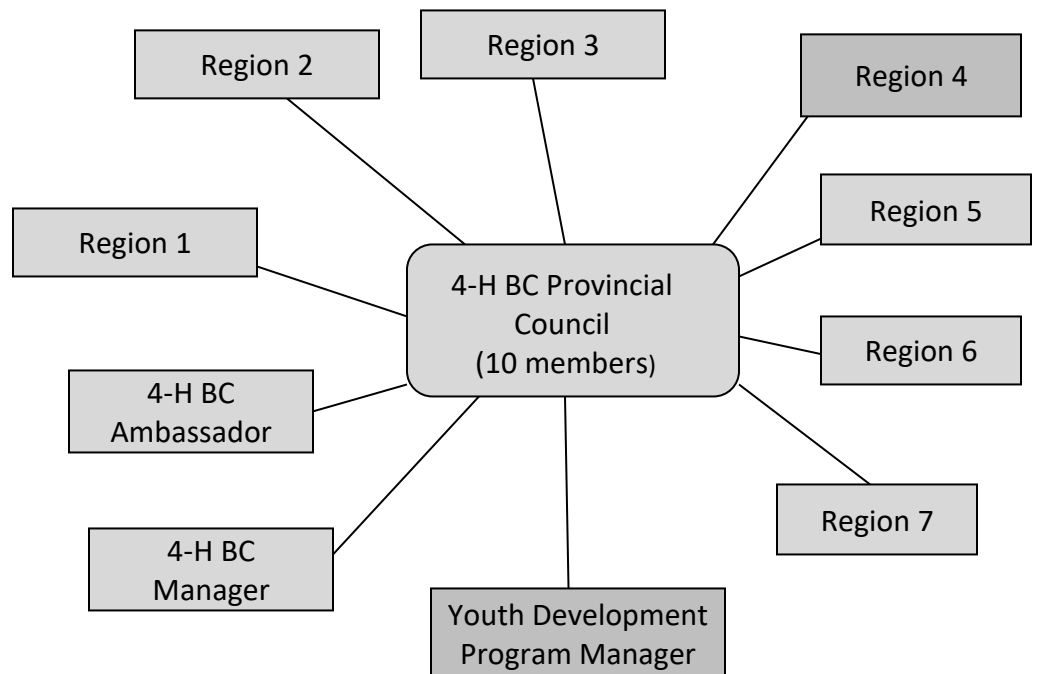 Region 3
Region 2
Region 4
Region 5
Region 1
4-H BC Provincial
Council
(10 members)
Region 6
4-H BC
Ambassador
Region 7
4-H BC
Manager
Youth Development
Program Manager